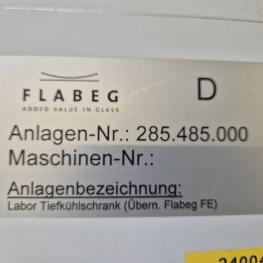 FLABEG
ADDED VALUE IN GLASS
D
Anlagen-Nr.: 285.485.000
Maschinen-Nr.:
Anlagenbezeichnung:
Labor Tiefkühlschrank (Übern. Flabeg FE)